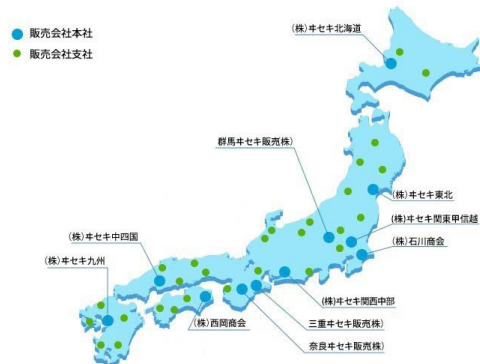 販売会社本社
販売会社支社
(株)ヰセキ北海道
群馬ヰセキ販売株)
(株)ヰセキ東北
(株)ヰセキ関東甲信越
(株)石川商会
(株)ヰセキ中四国
(株)ヰセキ九州
(株)ヰセキ関西中部
(株)西岡商会
三重ヰセキ販売株)
奈良ヰセキ販売株)